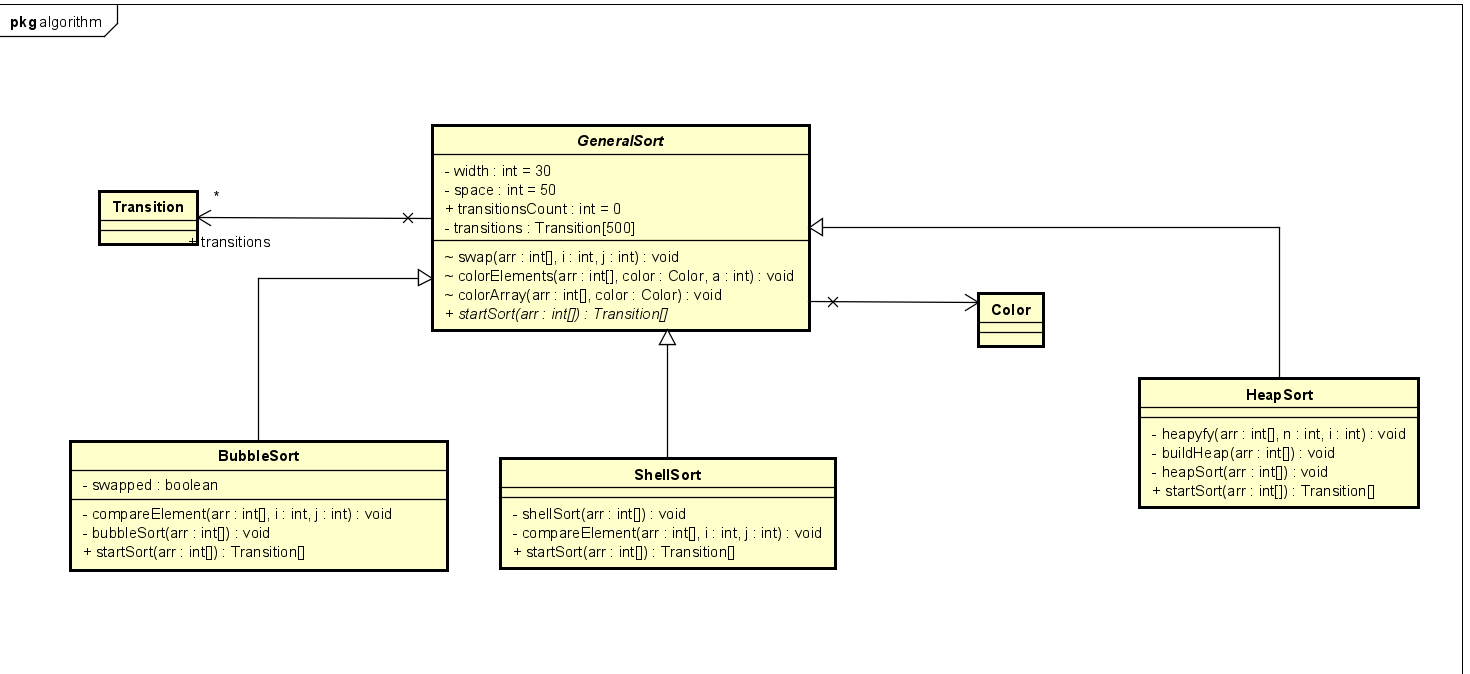 pkg algorithm
GeneralSort
- width : int = 30
- space : int = 50
+ transitionsCount : int = 0
- transitions : Transition[500]
~ swap(arr : int[], i : int, j : int) : void
~ colorElements(arr : int[], color : Color, a : int) : void
~ colorArray(arr : int[], color : Color) : void
+ startSort(arr : int[]) : Transition[]
*
Transition
+ transitions
Color
HeapSort
- heapyfy(arr : int[], n : int, i : int) : void
- buildHeap(arr : int[]) : void
- heapSort(arr : int[]) : void
+ startSort(arr : int[]) : Transition[]
BubbleSort
- swapped : boolean
- compareElement(arr : int[], i : int, j : int) : void
- bubbleSort(arr : int[]) : void
+ startSort(arr : int[]) : Transition[]
ShellSort
- shellSort(arr : int[]) : void
- compareElement(arr : int[], i : int, j : int) : void
+ startSort(arr : int[]) : Transition[]